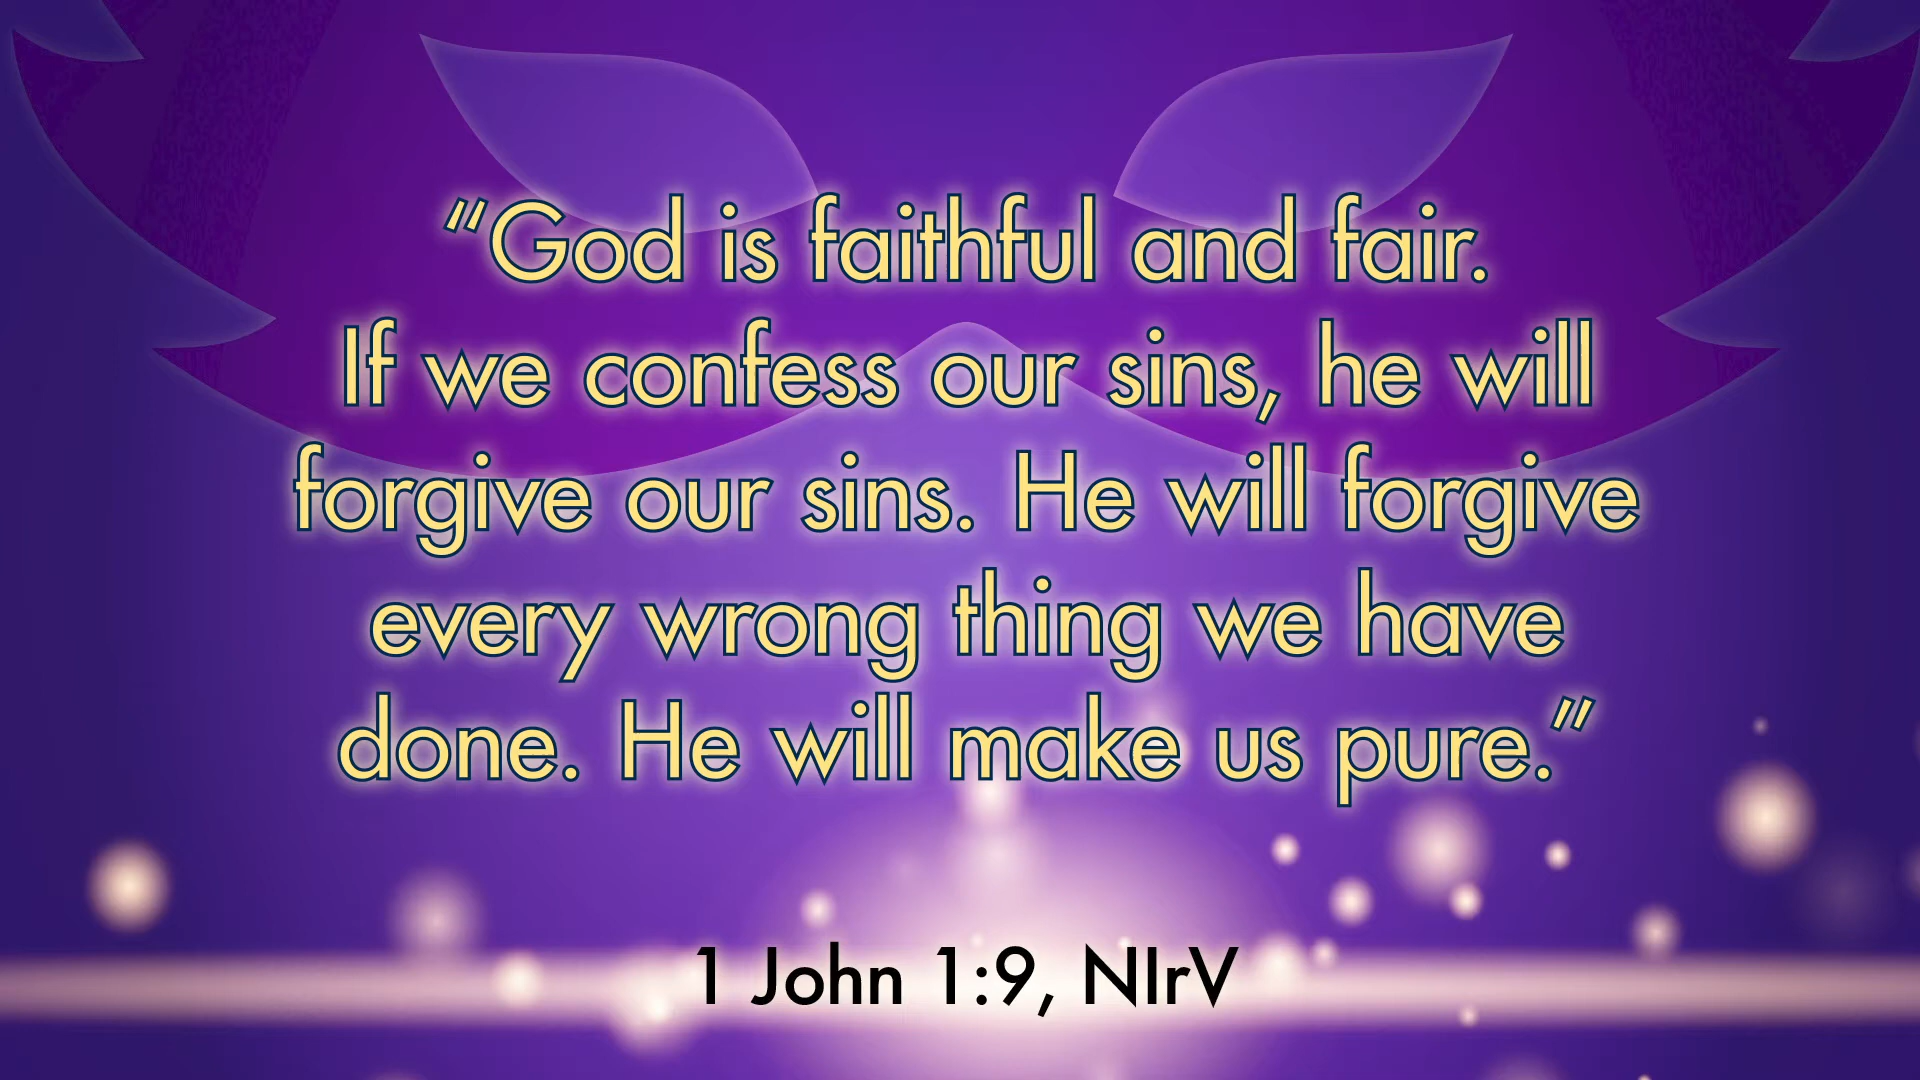 “God is faithful and fair.
If we confess our sins, he will
forgive our sins. He will forgive
every wrong thing we have
done. He will make us pure.”
1 John 1:9, NIrV